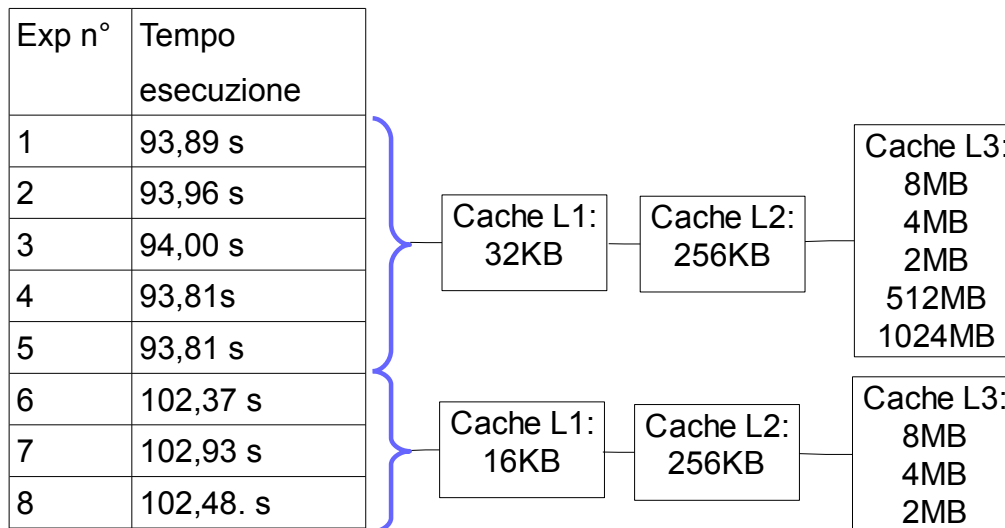 Exp n° Tempo
esecuzione
1 93,89 s
2 93,96 s
3 94,00 s
4 93,81s
5 93,81 s
6 102,37 s
7 102,93 s
8 102,48. s
Cache L1:
32KB
Cache L2:
256KB
Cache L3:
8MB
4MB
2MB
512MB
1024MB
Cache L1:
16KB
Cache L2:
256KB
Cache L3:
8MB
4MB
2MB